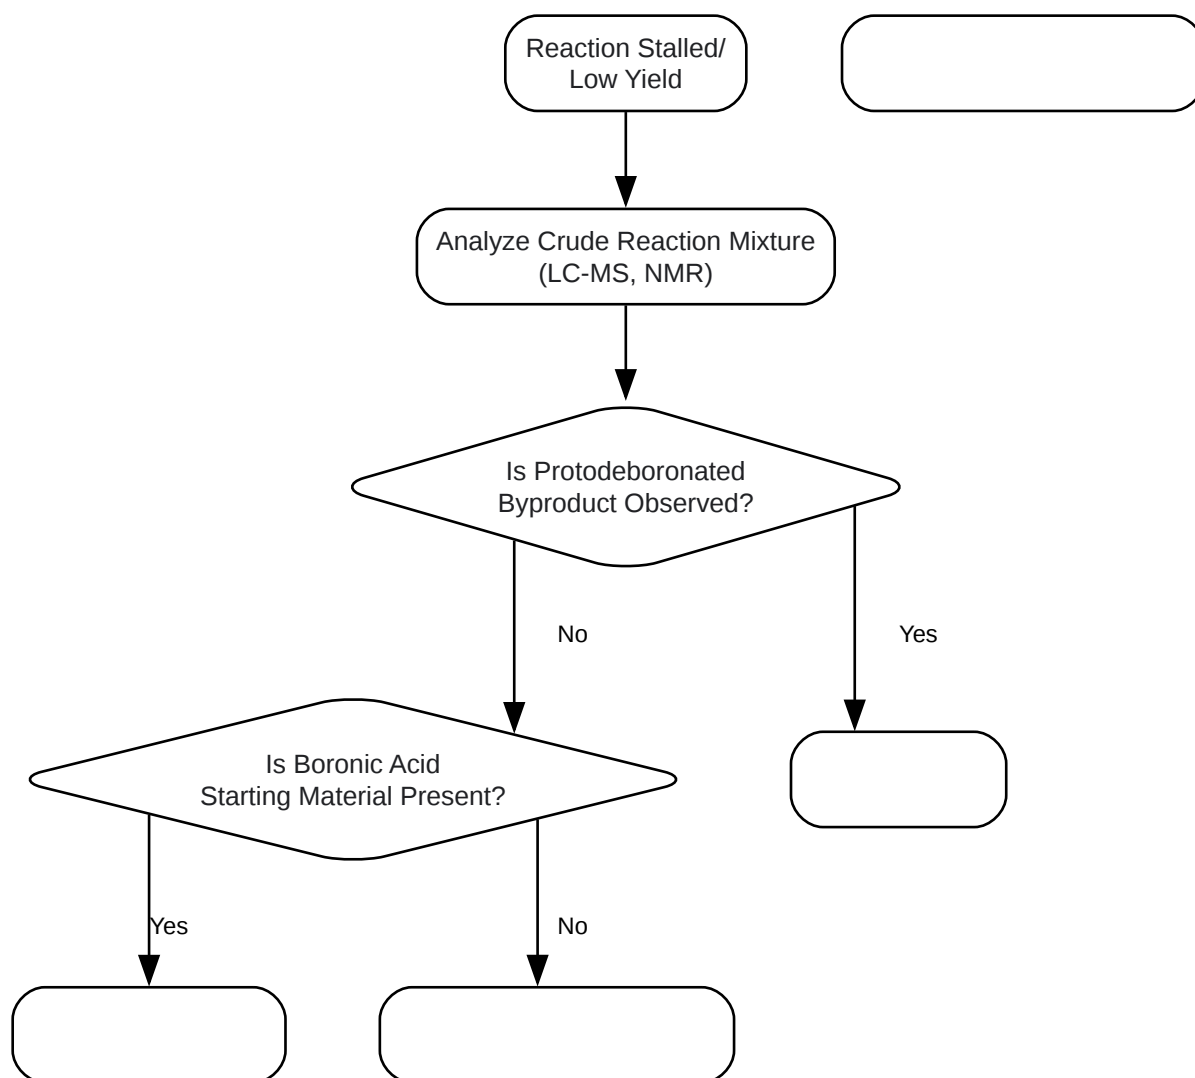 Reaction Stalled/
Low Yield
Analyze Crude Reaction Mixture
(LC-MS, NMR)
Is Protodeboronated
Byproduct Observed?
No
Yes
Is Boronic Acid
Starting Material Present?
Yes
No